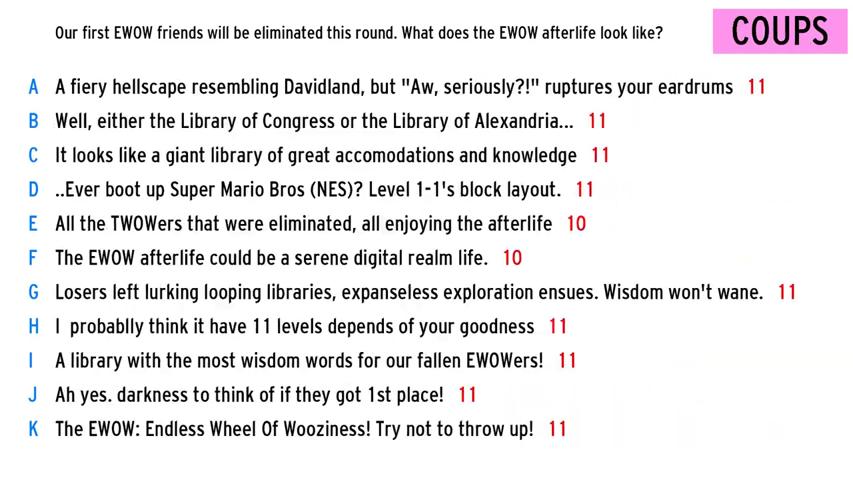 Our first EWOW friends will be eliminated this round. What does the EWOW afterlife look like?
COUPS
A A fiery hellscape resembling Davidland, but "Aw, seriously?!" ruptures your eardrums 11
B Well, either the Library of Congress or the Library of Alexandria... 11
C It looks like a giant library of great accomodations and knowledge 11
D ..Ever boot up Super Mario Bros (NES)? Level 1-1's block layout. 11
E All the TWOWers that were eliminated, all enjoying the afterlife 10
F The EWOW afterlife could be a serene digital realm life. 10
G Losers left lurking looping libraries, expanseless exploration ensues. Wisdom won't wane. 11
H I probablly think it have 11 levels depends of your goodness 11
I A library with the most wisdom words for our fallen EWOWers! 11
J Ah yes. darkness to think of if they got 1st place! 11
K The EWOW: Endless Wheel Of Wooziness! Try not to throw up! 11